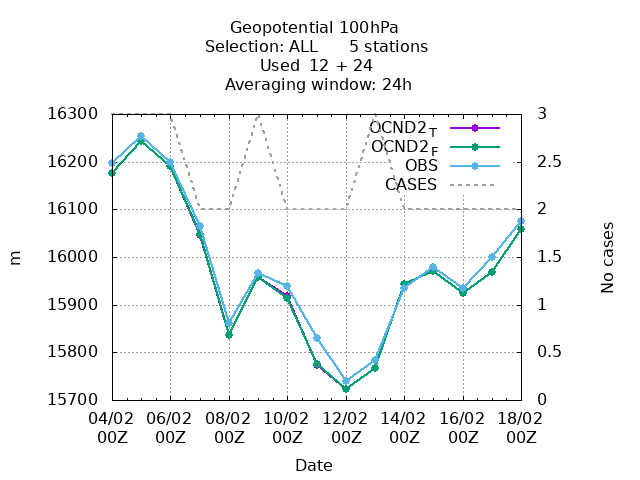 Geopotential 100hPa
Selection: ALL      5 stations
Used  12 + 24
Averaging window: 24h
16300
16200
16100
16000
15900
15800
15700
m
3
2.5
2
1.5
1
0.5
0
No cases
OCND2T
OCND2F
OBS
CASES
04/02 06/02 08/02 10/02 12/02 14/02 16/02 18/02
00Z 00Z 00Z 00Z 00Z 00Z 00Z 00Z
Date